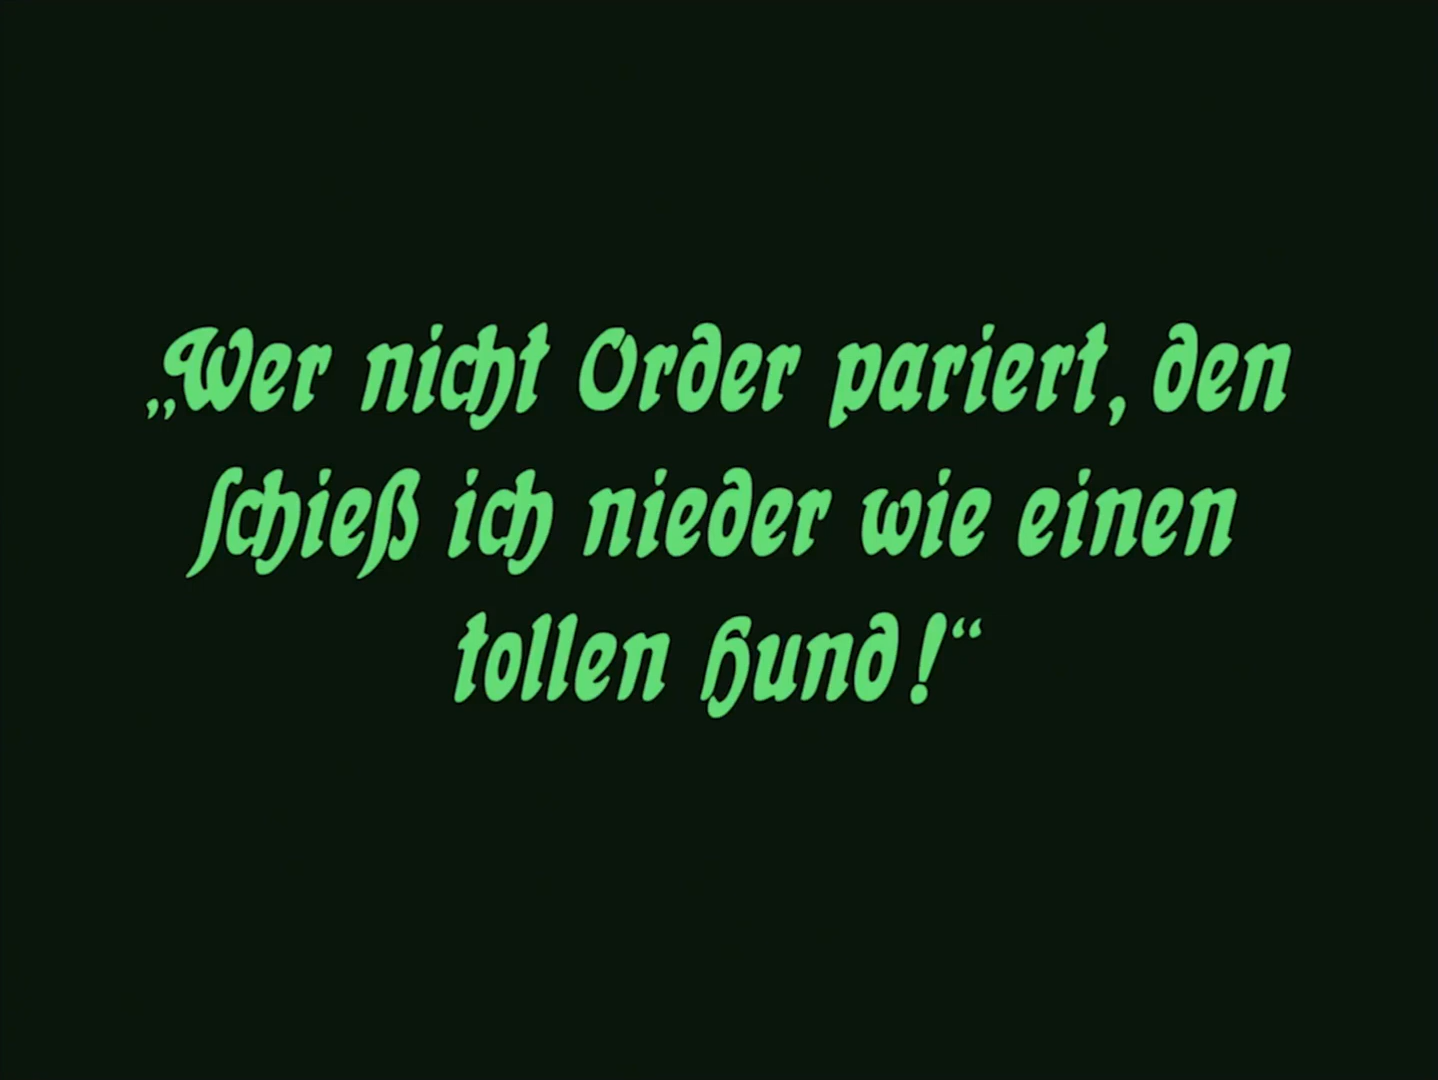 „Wer nicht Order pariert, den
schieß ich nieder wie einen
tollen Hund!“